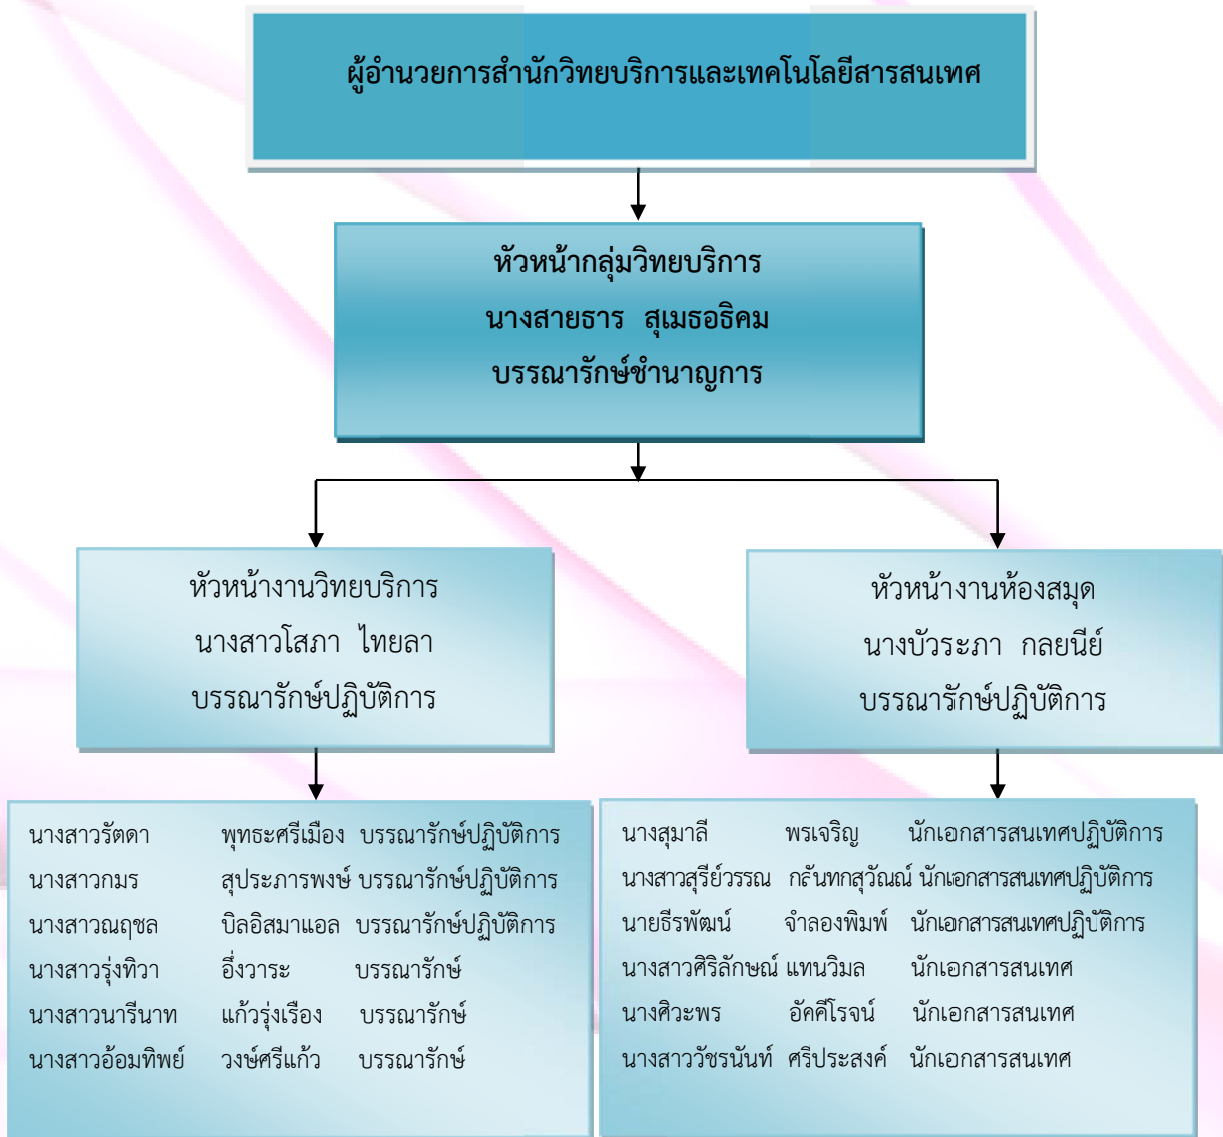 ผู้อำนวยการสำนักวิทยบริการและเทคโนโลยีสารสนเทศ
หัวหน้ากลุ่มวิทยบริการ
นางสายธาร สุเมธอธิคม
บรรณารักษ์ชำนาญการ
หัวหน้างานวิทยบริการ
นางสาวโสภา ไทยลา
บรรณารักษ์ปฏิบัติการ
หัวหน้างานห้องสมุด
นางบัวระภา กลยนีย์
บรรณารักษ์ปฏิบัติการ
นางสาวรัตดา พุทธะศรีเมือง บรรณารักษ์ปฏิบัติการ
นางสาวกมร สุประภารพงษ์ บรรณารักษ์ปฏิบัติการ
นางสาวณฤชล บิลอิสมาแอล บรรณารักษ์ปฏิบัติการ
นางสาวรุ่งทิวา อึ่งวาระ บรรณารักษ์
นางสาวนารีนาท แก้วรุ่งเรือง บรรณารักษ์
นางสาวอ้อมทิพย์ วงษ์ศรีแก้ว บรรณารักษ์
นางสุมาลี พรเจริญ นักเอกสารสนเทศปฏิบัติการ
นางสาวสุรีย์วรรณ กลันทกสุวัณณ์ นักเอกสารสนเทศปฏิบัติการ
นายธีรพัฒน์ จำลองพิมพ์ นักเอกสารสนเทศปฏิบัติการ
นางสาวศิริลักษณ์ แทนวิมล นักเอกสารสนเทศ
นางศิวะพร อัคคีโรจน์ นักเอกสารสนเทศ
นางสาววัชรนันท์ ศรีประสงค์ นักเอกสารสนเทศ